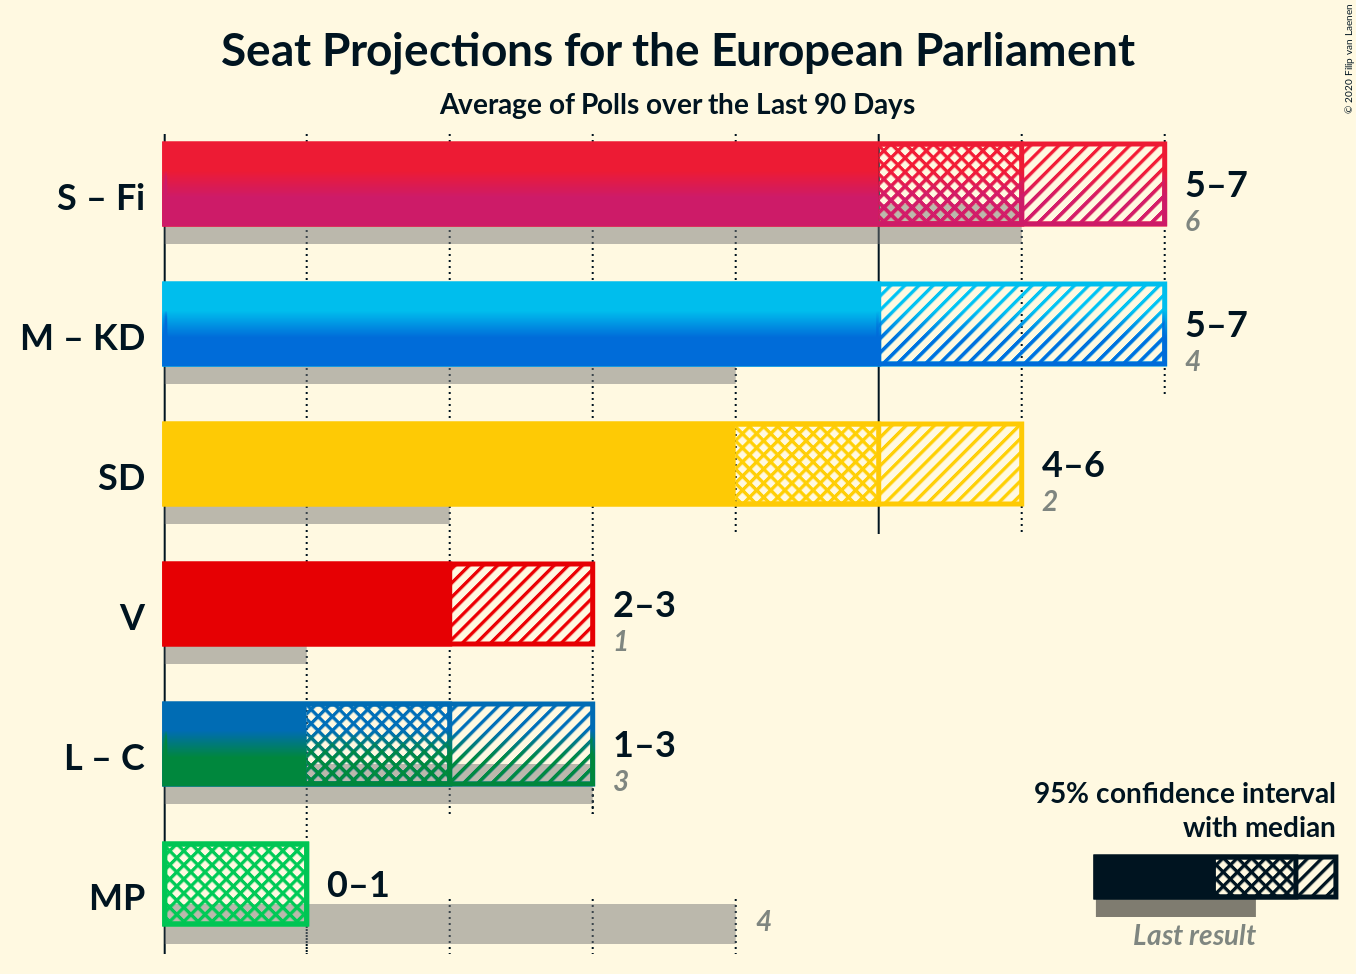 Seat Projections for the European Parliament
Average of Polls over the Last 90 Days
© 2020 Filip van Laenen
S – Fi
5–7
6
M – KD
5–7
4
SD
4–6
2
V
2–3
1
L – C
1–3
3
MP
0–1
4
95% confidence interval
with median
Last result